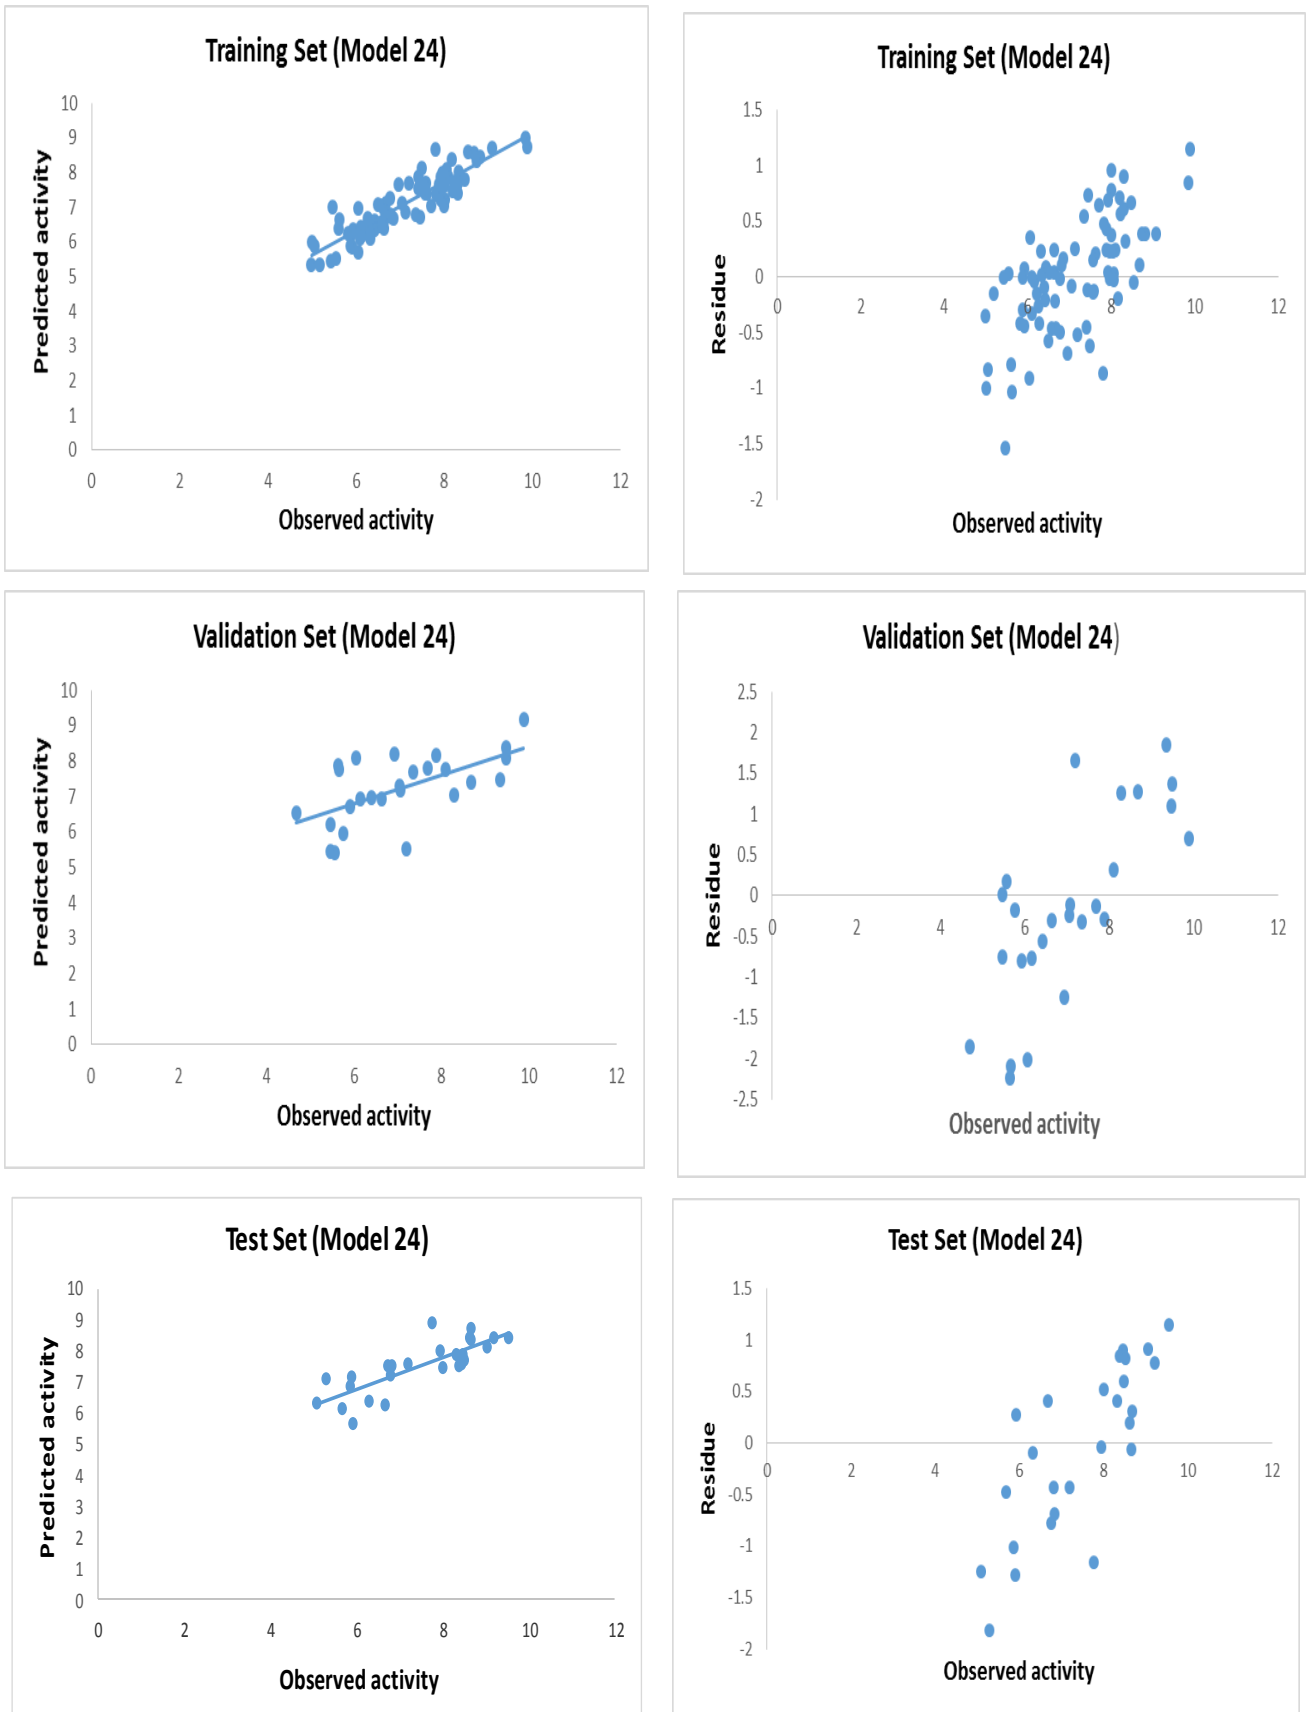 Training Set (Model 24)
10
9
8
7
6
5
4
3
2
1
0
Predicted activity
0 2 4 6 8 10 12
Observed activity
Training Set (Model 24)
1.5
1
0.5
0
-0.5
-1
-1.5
-2
Residue
0 2 4 6 8 10 12
Observed activity
Validation Set (Model 24)
10
9
8
7
6
5
4
3
2
1
0
Predicted activity
0 2 4 6 8 10 12
Observed activity
Validation Set (Model 24)
2.5
2
1.5
1
0.5
0
-0.5
-1
-1.5
-2
-2.5
Residue
0 2 4 6 8 10 12
Observed activity
Test Set (Model 24)
10
9
8
7
6
5
4
3
2
1
0
Predicted activity
0 2 4 6 8 10 12
Observed activity
Test Set (Model 24)
1.5
1
0.5
0
-0.5
-1
-1.5
-2
Residue
0 2 4 6 8 10 12
Observed activity